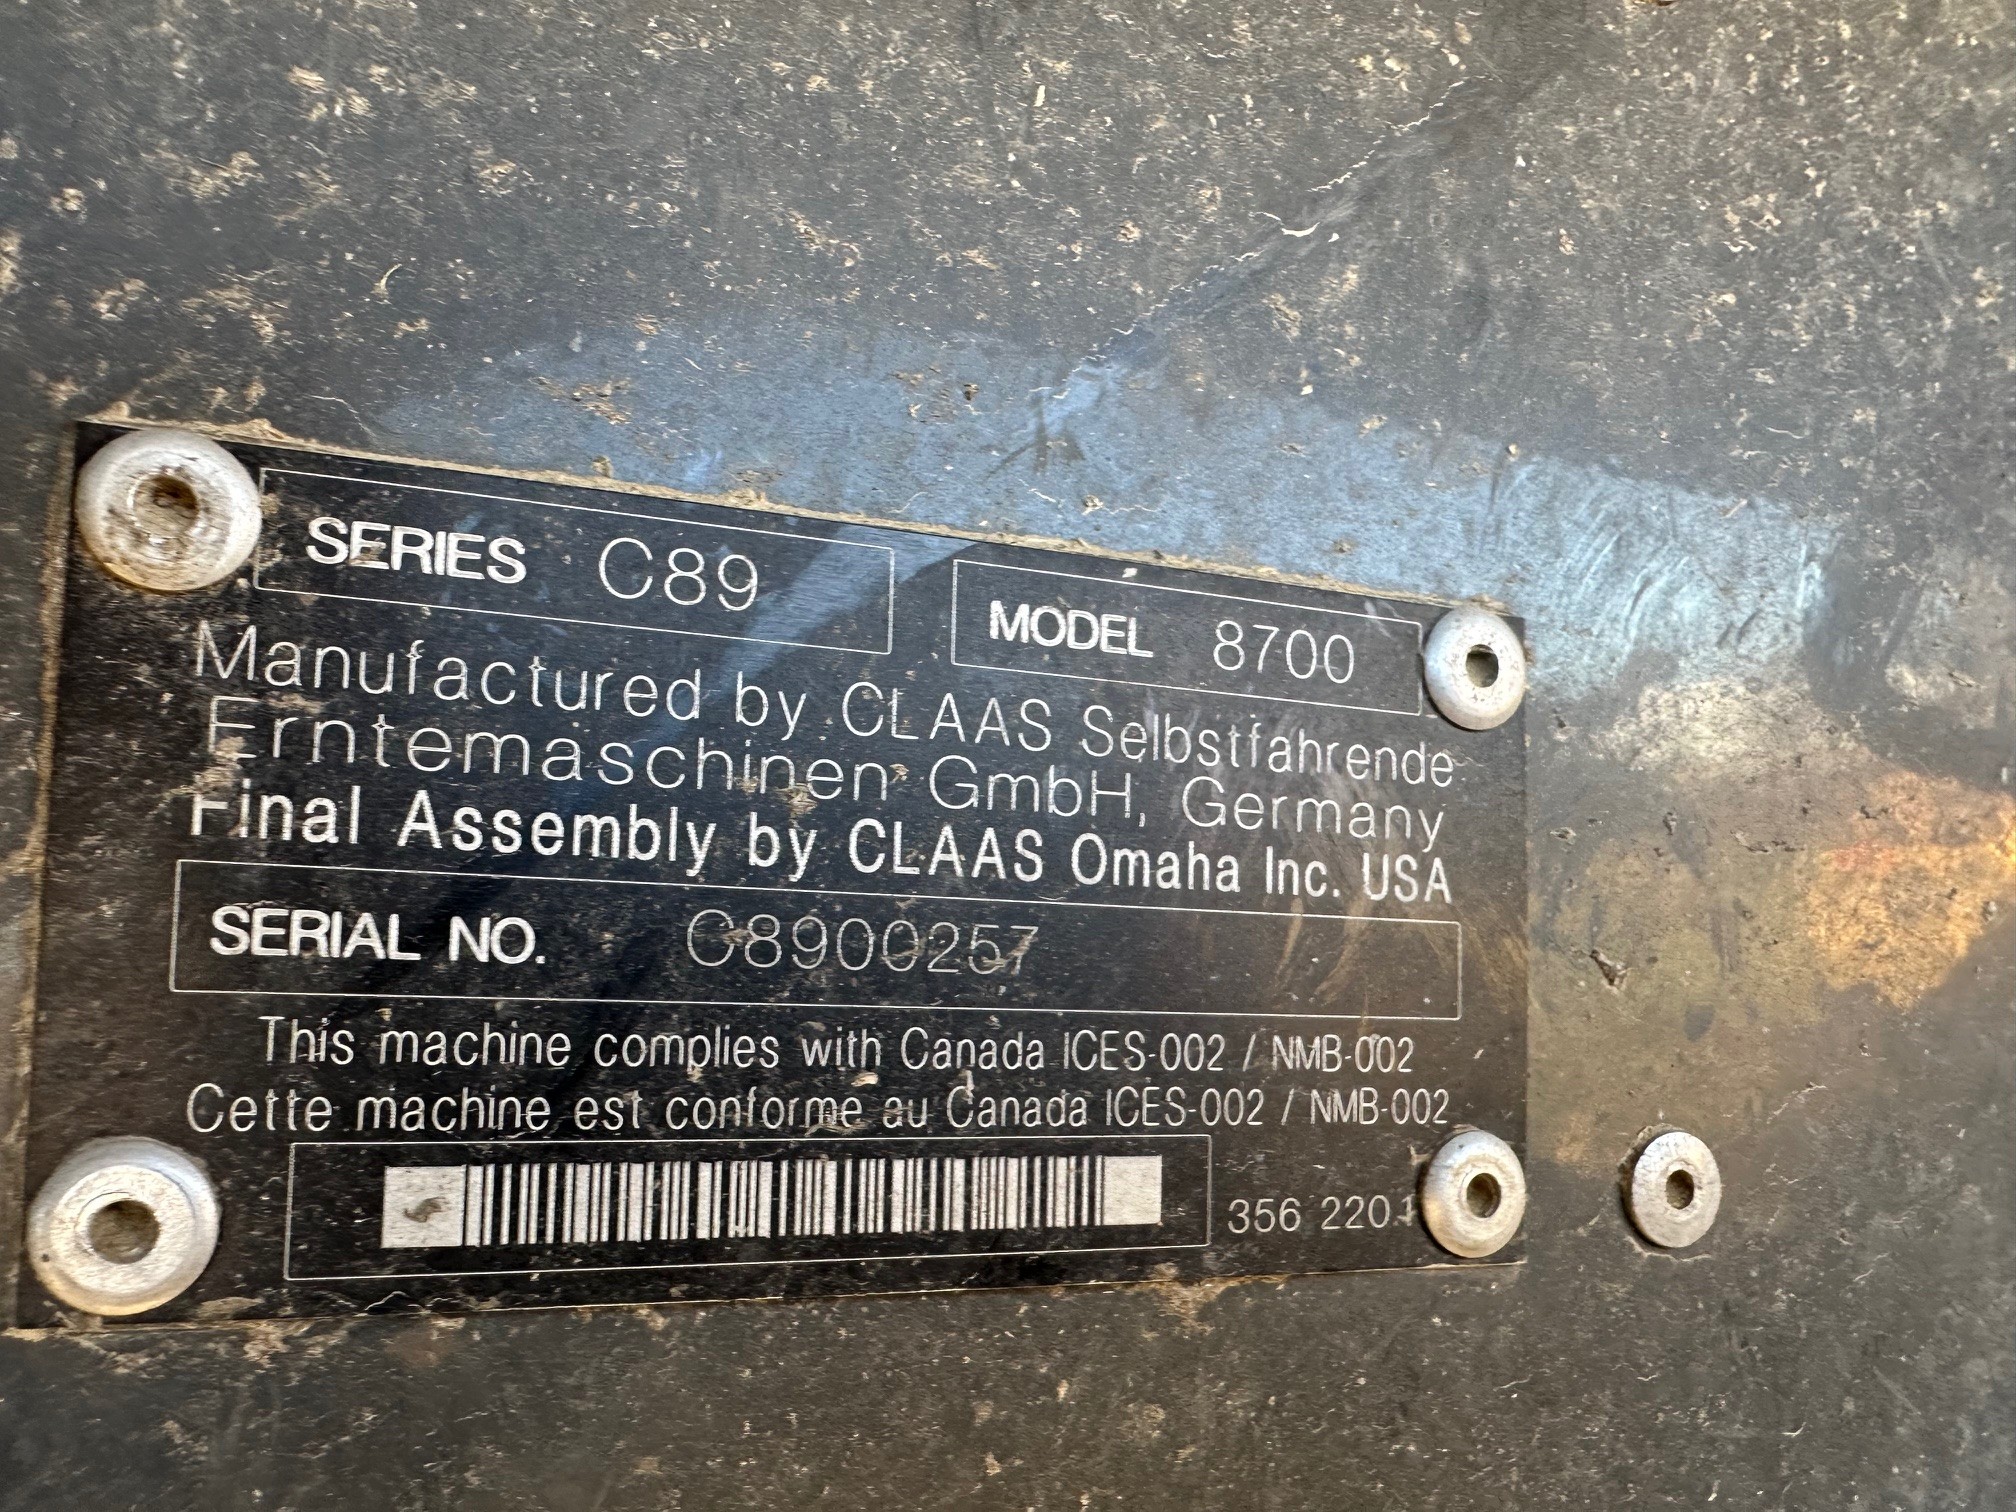 SERIES C89
MODEL 8700
Manufactured by CLAAS Selbstfahrende
Erntemaschinen GmbH, Germany
Final Assembly by CLAAS Omaha Inc. USA
SERIAL NO. C8900257
This machine complies with Canada ICES-002 / NMB-002
Cette machine est conforme au Canada ICES-002 / NMB-002
356 220.1